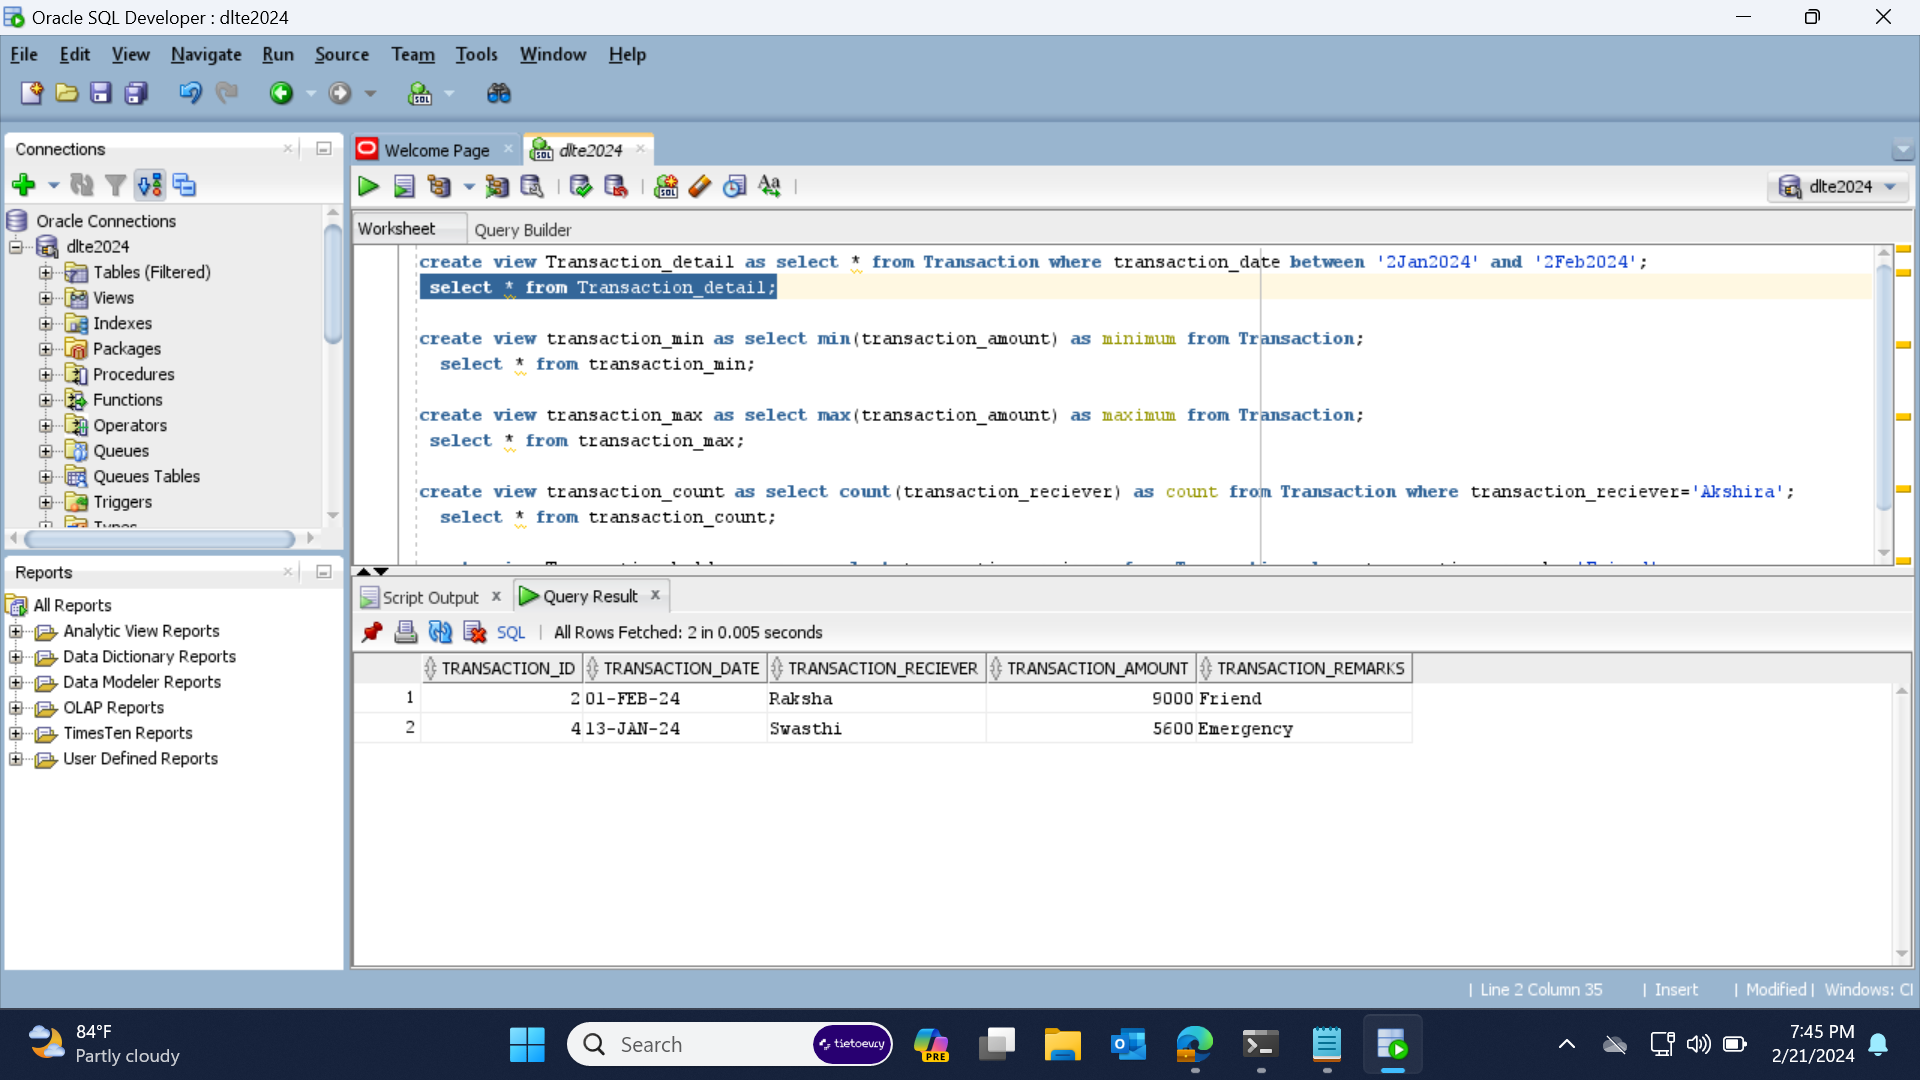 Oracle SQL Developer : dlte2024
File Edit View Navigate Run Source Team Tools Window Help
Connections
Oracle Connections
dlte2024
Tables (Filtered)
Views
Indexes
Packages
Procedures
Functions
Operators
Queues
Queues Tables
Triggers
Types
Reports
All Reports
Analytic View Reports
Data Dictionary Reports
Data Modeler Reports
OLAP Reports
TimesTen Reports
User Defined Reports
Welcome Page
dlte2024
dlte2024
Worksheet Query Builder
create view Transaction_detail as select * from Transaction where transaction_date between '2Jan2024' and '2Feb2024';
select * from Transaction_detail;
create view transaction_min as select min(transaction_amount) as minimum from Transaction;
select * from transaction_min;
create view transaction_max as select max(transaction_amount) as maximum from Transaction;
select * from transaction_max;
create view transaction_count as select count(transaction_reciever) as count from Transaction where transaction_reciever='Akshira';
select * from transaction_count;
Script Output x Query Result x
SQL | All Rows Fetched: 2 in 0.005 seconds
TRANSACTION_ID TRANSACTION_DATE TRANSACTION_RECIEVER TRANSACTION_AMOUNT TRANSACTION_REMARKS
1 2 01-FEB-24 Raksha 9000 Friend
2 4 13-JAN-24 Swasthi 5600 Emergency
| Line 2 Column 35 | Insert | Modified | Windows: Cl
84°F
Partly cloudy
Search
tietoevry
PRE
7:45 PM
2/21/2024